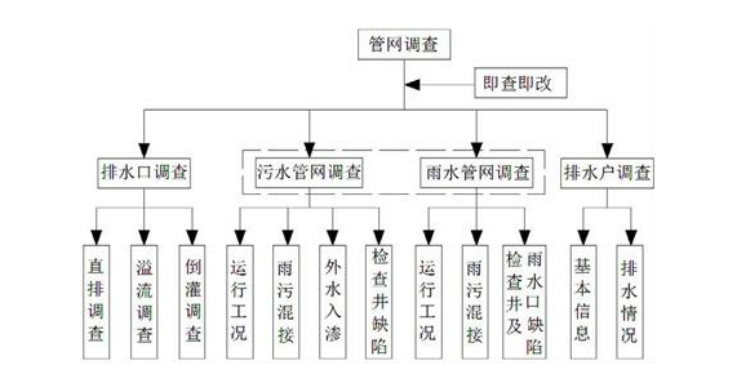 管网调查
即查即改
排水口调查
污水管网调查
雨水管网调查
排水户调查
直排调查
溢流调查
倒灌调查
运行工况
雨污混接
外水入渗
检查井缺陷
运行工况
雨污混接
检查井及
雨水口缺陷
基本信息
排水情况